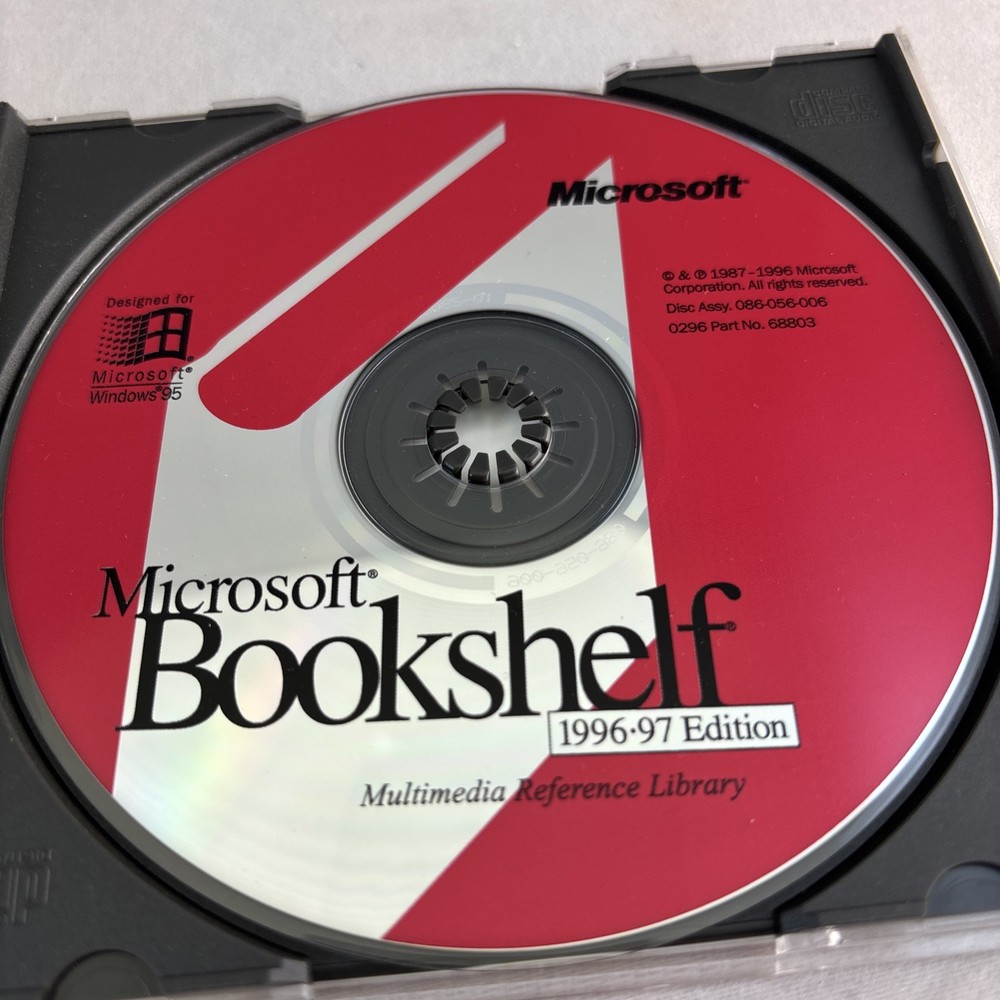 Microsoft®
© & ℗ 1987-1996 Microsoft
Corporation. All rights reserved.
Disc Assy. 086-056-006
0296 Part No. 68803
Designed for
Microsoft®
Windows®95
Microsoft®
Bookshelf®
1996·97 Edition
Multimedia Reference Library
disc